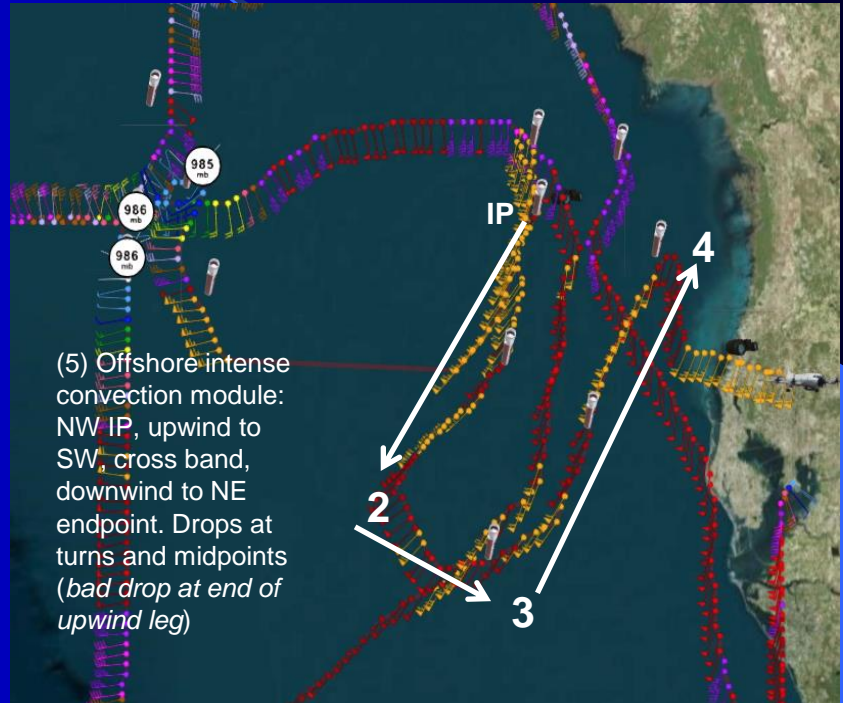 985
mb
986
mb
986
mb
IP
4
(5) Offshore intense
convection module:
NW IP, upwind to
SW, cross band,
downwind to NE
endpoint. Drops at
turns and midpoints
(bad drop at end of
upwind leg)
2
3